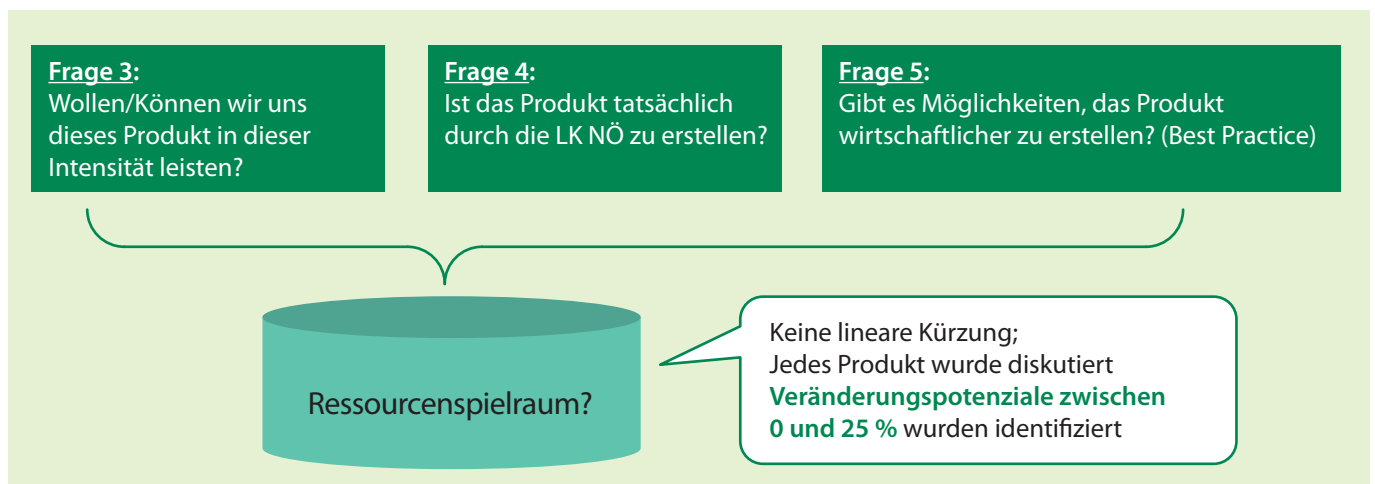 Frage 3:
Wollen/Können wir uns
dieses Produkt in dieser
Intensität leisten?
Frage 4:
Ist das Produkt tatsächlich
durch die LK NÖ zu erstellen?
Frage 5:
Gibt es Möglichkeiten, das Produkt
wirtschaftlicher zu erstellen? (Best Practice)
Ressourcenspielraum?
Keine lineare Kürzung;
Jedes Produkt wurde diskutiert
Veränderungspotenziale zwischen
0 und 25 % wurden identifiziert